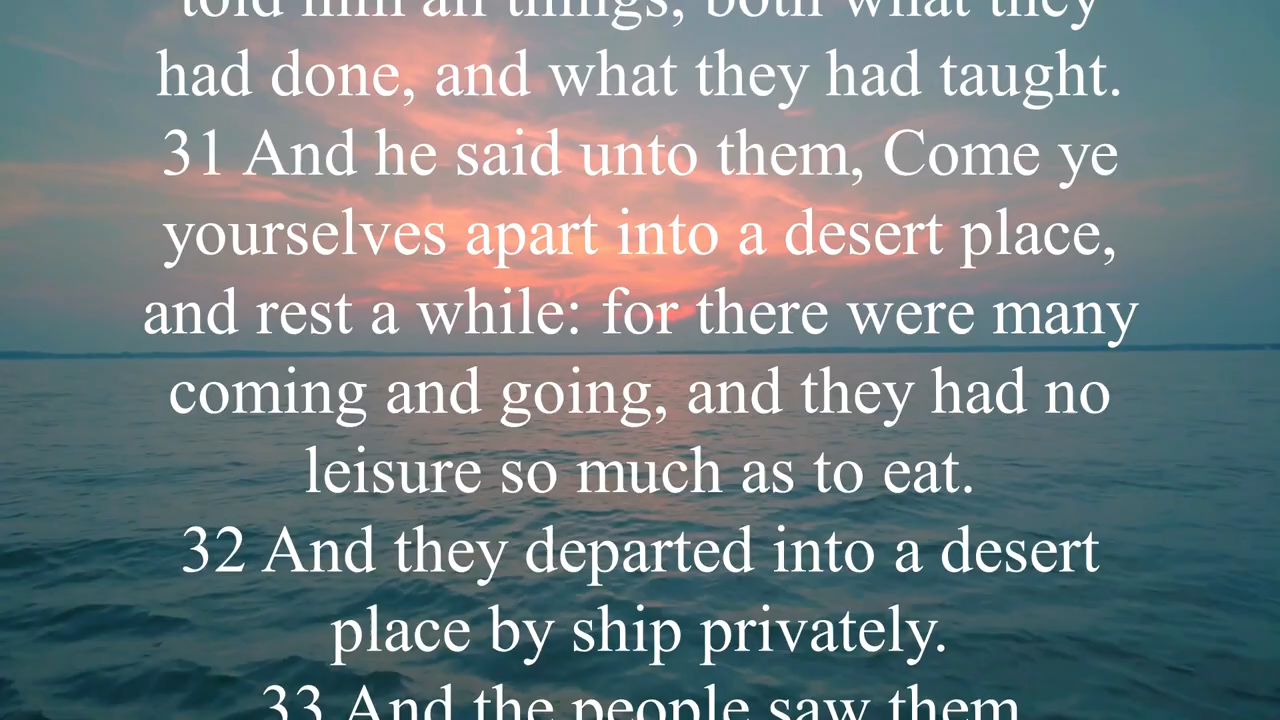 told him all things, both what they
had done, and what they had taught.
31 And he said unto them, Come ye
yourselves apart into a desert place,
and rest a while: for there were many
coming and going, and they had no
leisure so much as to eat.
32 And they departed into a desert
place by ship privately.
33 And the people saw them